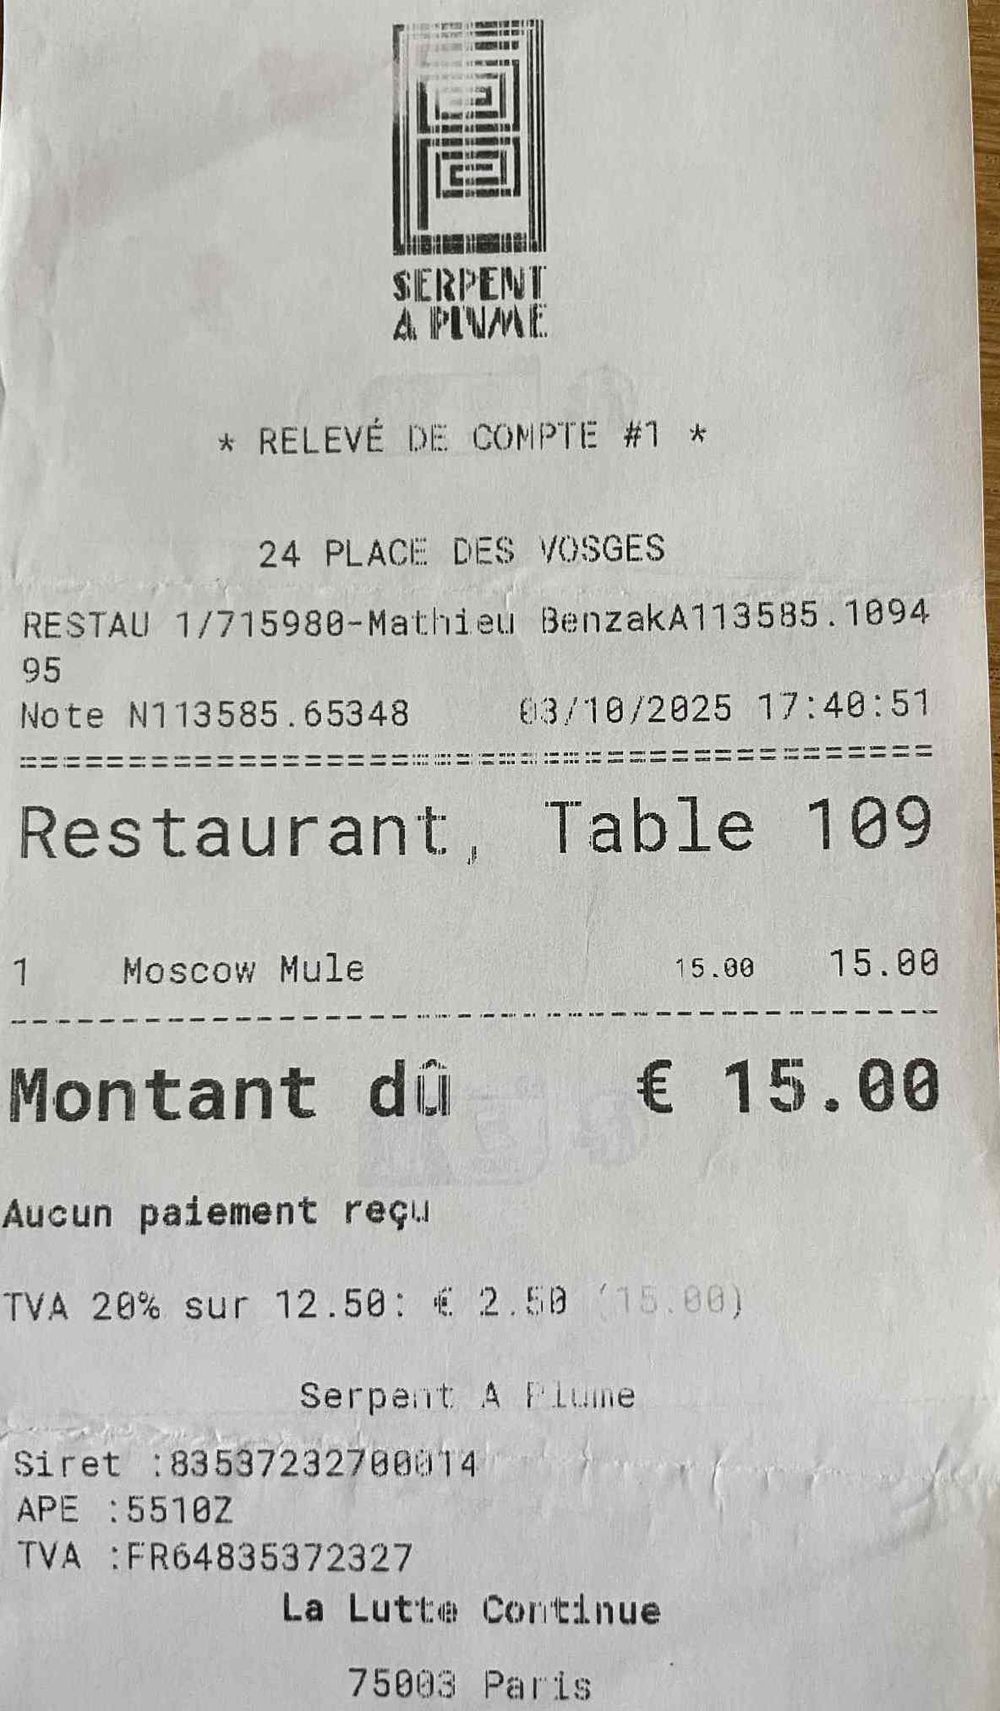 SERPENT
A PLUME
* RELEVÉ DE COMPTE #1 *
24 PLACE DES VOSGES
RESTAU 1/715980-Mathieu BenzakA113585.1094
95
Note N113585.65348 03/10/2025 17:40:51
==========================================
Restaurant, Table 109
1 Moscow Mule 15.00 15.00
------------------------------------------
Montant dû € 15.00
Aucun paiement reçu
TVA 20% sur 12.50: € 2.50 (15.00)
Serpent A Plume
Siret :83537232700014
APE :5510Z
TVA :FR64835372327
La Lutte Continue
75003 Paris